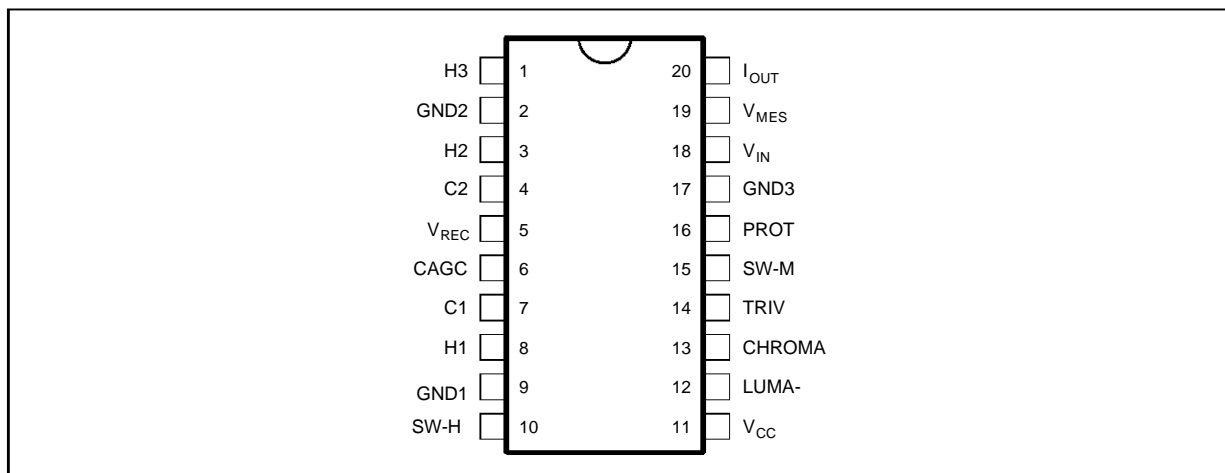 H3 1 20 IOUT
GND2 2 19 VMES
H2 3 18 VIN
C2 4 17 GND3
VREC 5 16 PROT
CAGC 6 15 SW-M
C1 7 14 TRIV
H1 8 13 CHROMA
GND1 9 12 LUMA-
SW-H 10 11 VCC